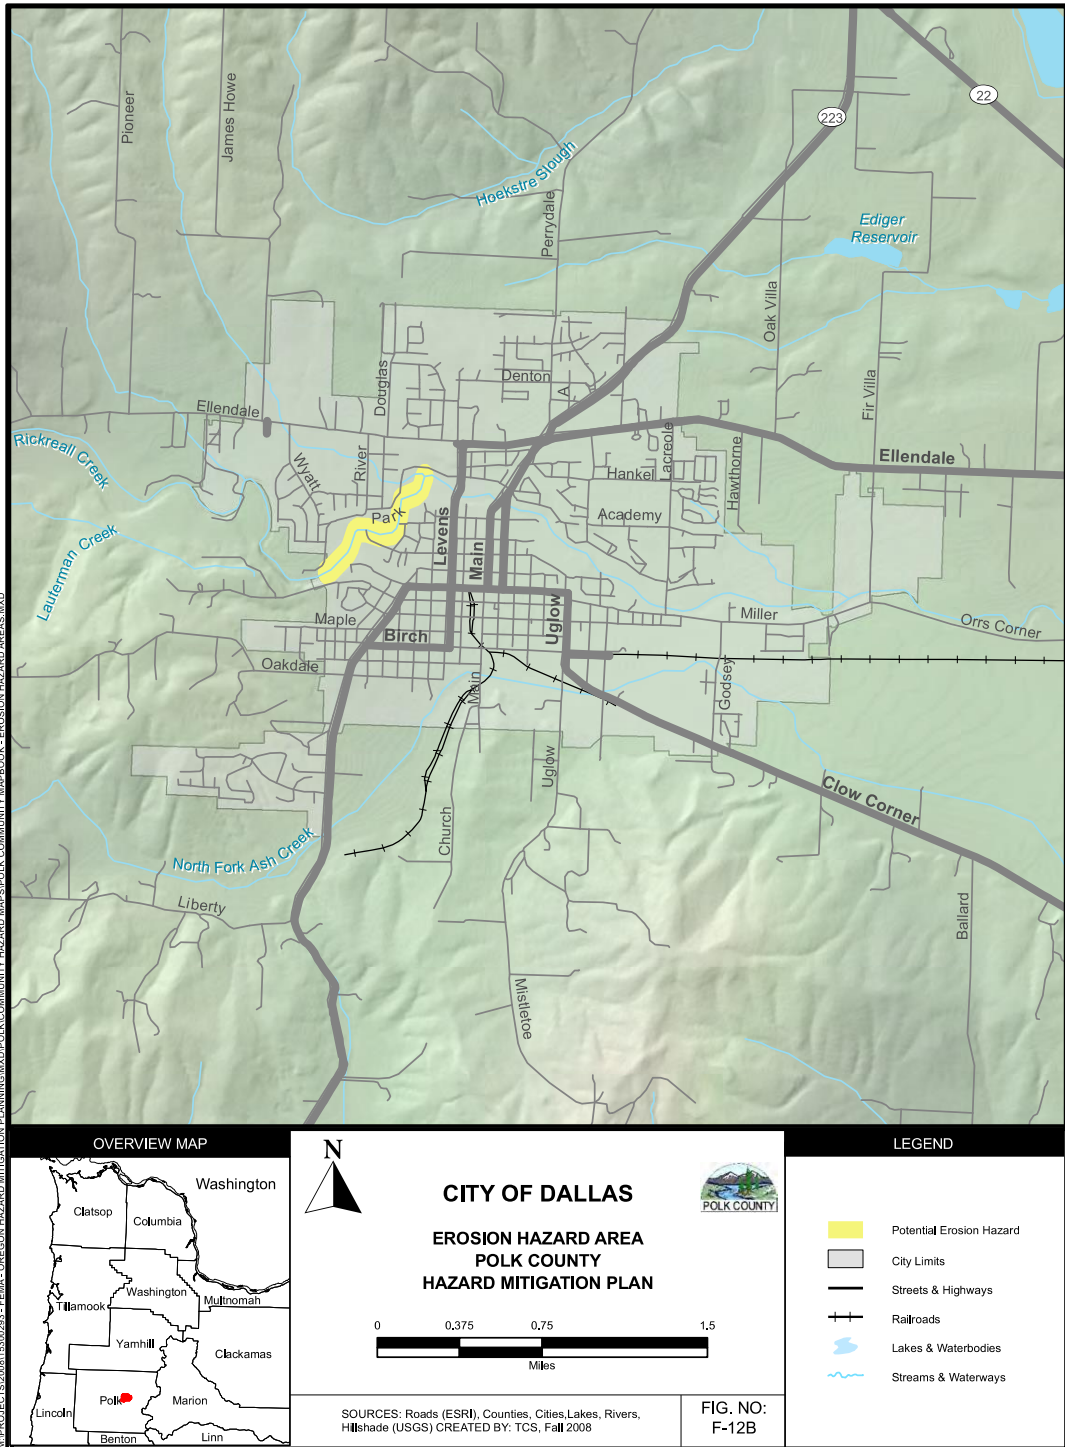 Pioneer
James Howe
22
223
Hoekstre Slough
Perrydale
Ediger
Reservoir
Oak Villa
Fir Villa
Douglas
Denton
A
Ellendale
Rickreall Creek
Wyatt
River
Hankel
Lacreole
Hawthorne
Ellendale
Park
Academy
Levens
Main
Lauterman Creek
Maple
Birch
Uglow
Miller
Orrs Corner
Oakdale
Main
Godsey
Uglow
Clow Corner
Church
North Fork Ash Creek
Liberty
Ballard
Mistletoe
OVERVIEW MAP
Washington
Clatsop
Columbia
Washington
Tillamook
Multnomah
Yamhill
Clackamas
Polk
Marion
Lincoln
Benton
Linn
N
CITY OF DALLAS
POLK COUNTY
EROSION HAZARD AREA
POLK COUNTY
HAZARD MITIGATION PLAN
0 0.375 0.75 1.5
Miles
SOURCES: Roads (ESRI), Counties, Cities,Lakes, Rivers,
Hillshade (USGS) CREATED BY: TCS, Fall 2008
FIG. NO:
F-12B
LEGEND
Potential Erosion Hazard
City Limits
Streets & Highways
Railroads
Lakes & Waterbodies
Streams & Waterways